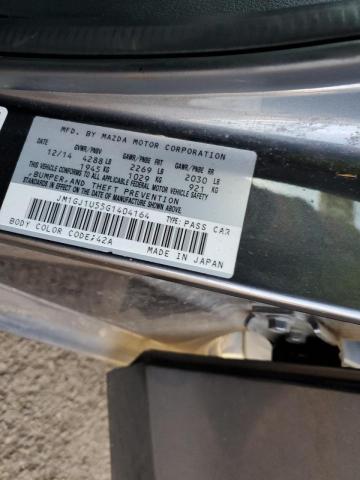 MFD. BY MAZDA MOTOR CORPORATION
12/14 GVWR/PNBV GAWR/PNBE FRT GAWR/PNBE RR
4288 LB 2269 LB 2030 LB
1945 KG 1029 KG 921 KG
THIS VEHICLE CONFORMS TO ALL APPLICABLE FEDERAL MOTOR VEHICLE SAFETY
,BUMPER,AND THEFT PREVENTION
STANDARDS IN EFFECT ON THE DATE OF MANUFACTURE SHOWN ABOVE.
JM1GJ1U55G1404164 TYPE:PASS CAR
BODY COLOR CODE:42A
MADE IN JAPAN